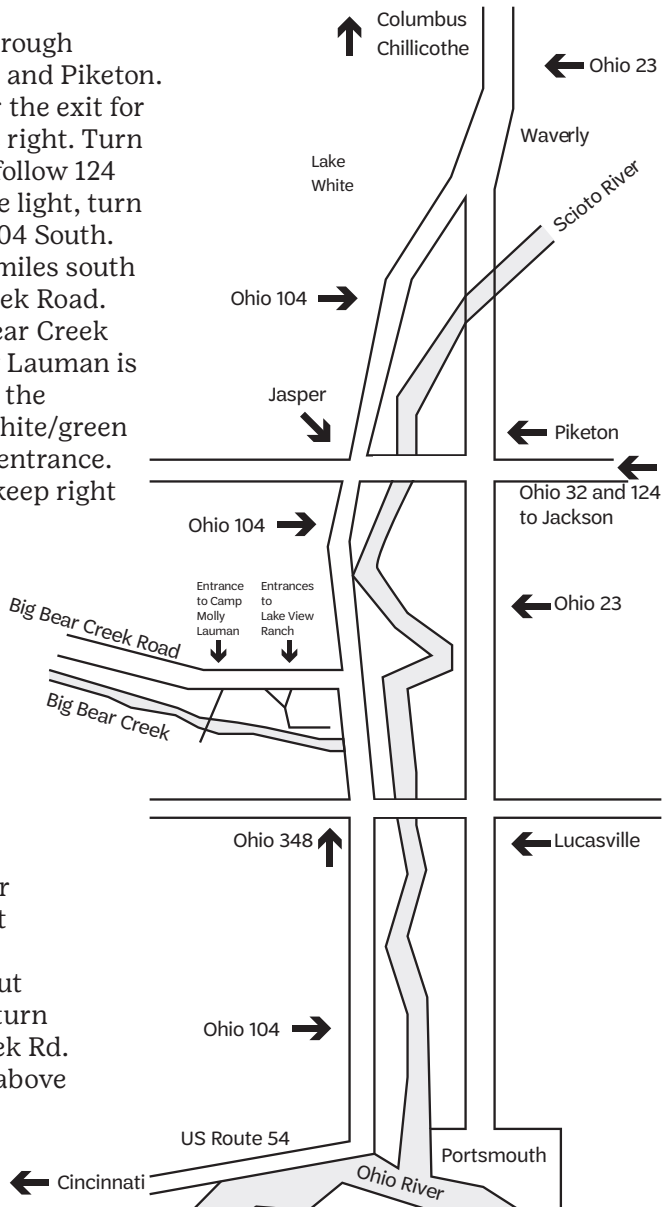 rough
and Piketon.
r the exit for
right. Turn
follow 124
e light, turn
04 South.
miles south
ek Road.
ear Creek
Lauman is
the
hite/green
entrance.
keep right
Columbus
Chillicothe
Ohio 23
Waverly
Lake
White
Scioto River
Ohio 104
Jasper
Piketon
Ohio 32 and 124
to Jackson
Ohio 104
Entrance
to Camp
Molly
Lauman
Entrances
to
Lake View
Ranch
Ohio 23
Big Bear Creek Road
Big Bear Creek
Ohio 348
Lucasville
r
t
ut
turn
ek Rd.
above
Ohio 104
US Route 54
Portsmouth
Cincinnati
Ohio River